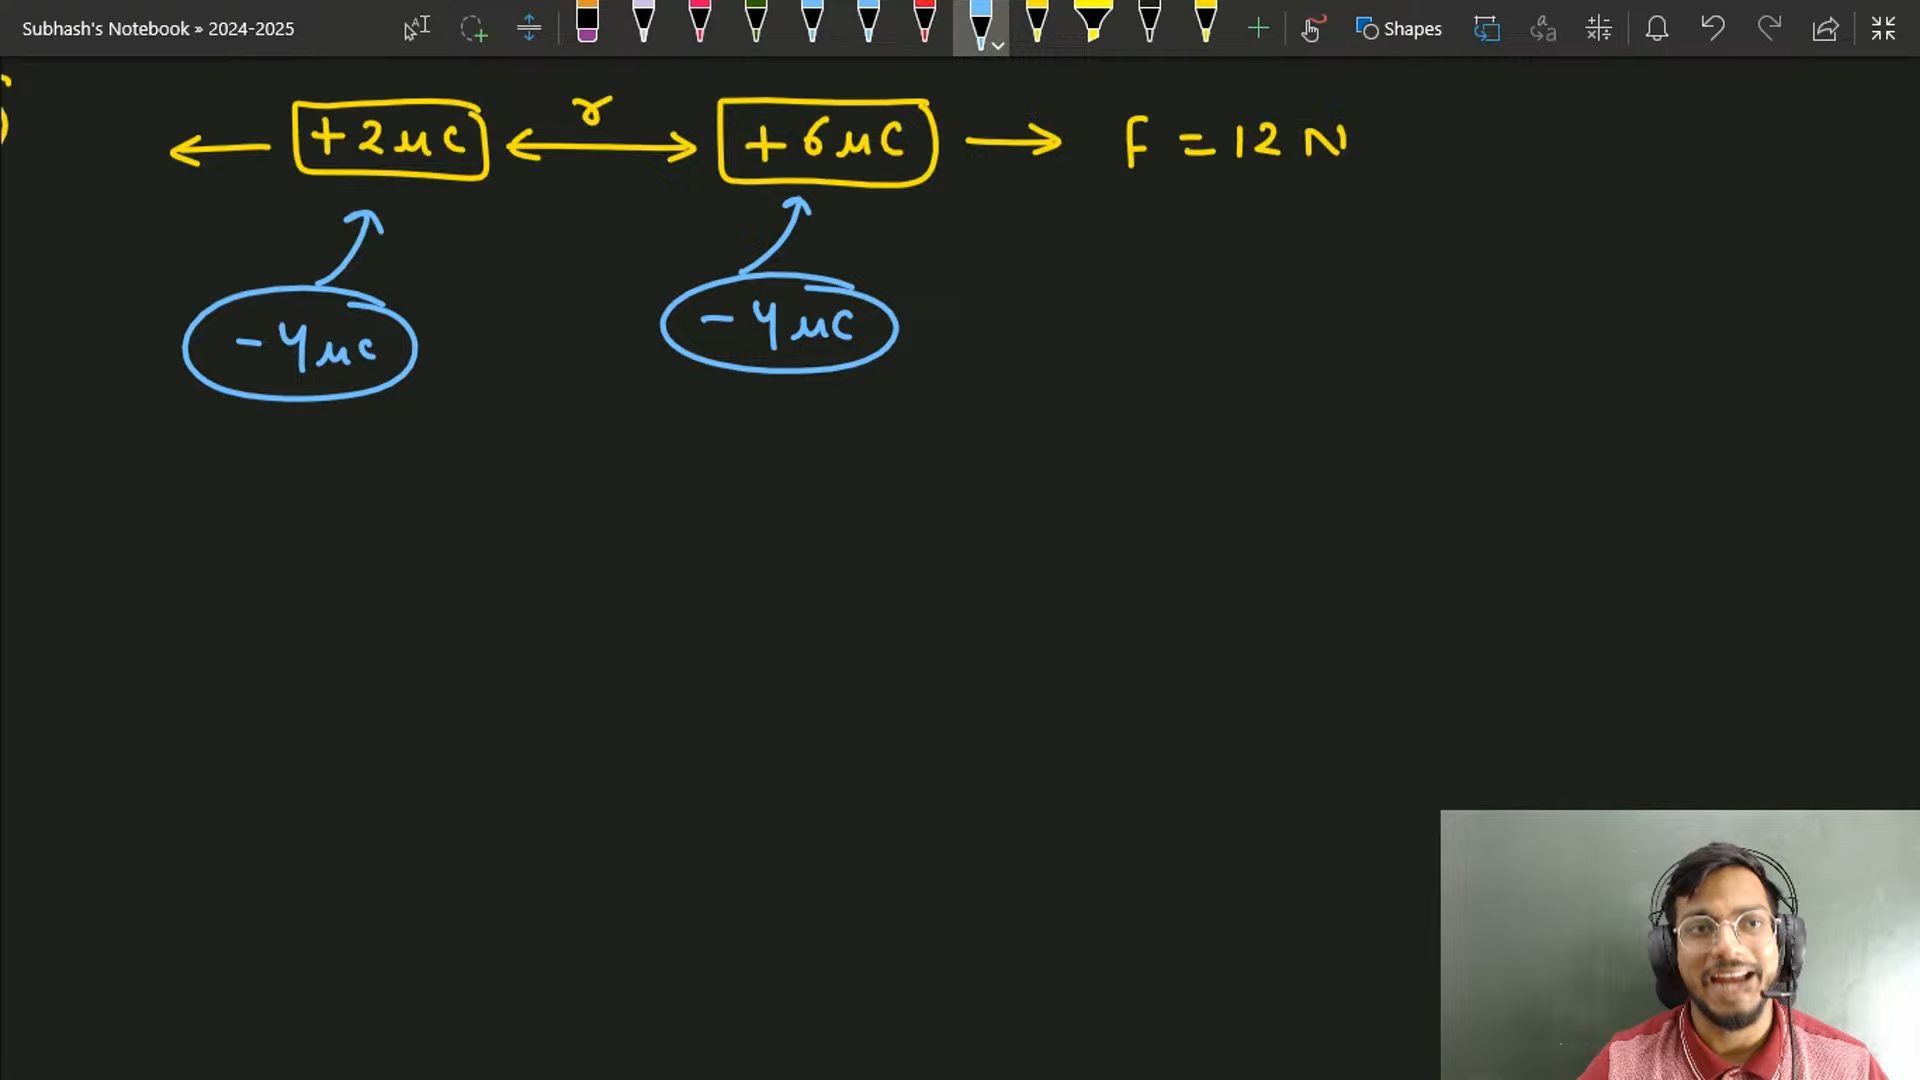 Subhash's Notebook » 2024-2025
Shapes
r
+2μC +6μC F = 12 N
-4μC -4μC